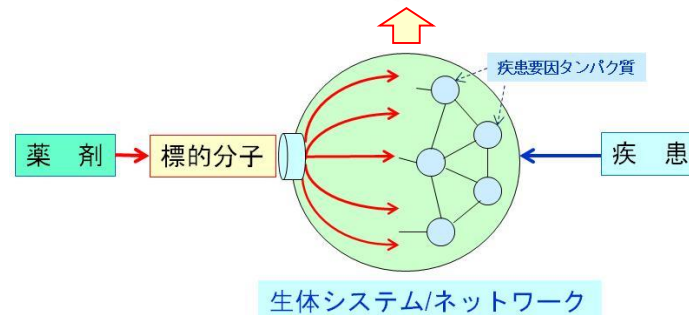 疾患要因タンパク質
薬 剤
標的分子
疾 患
生体システム/ネットワーク